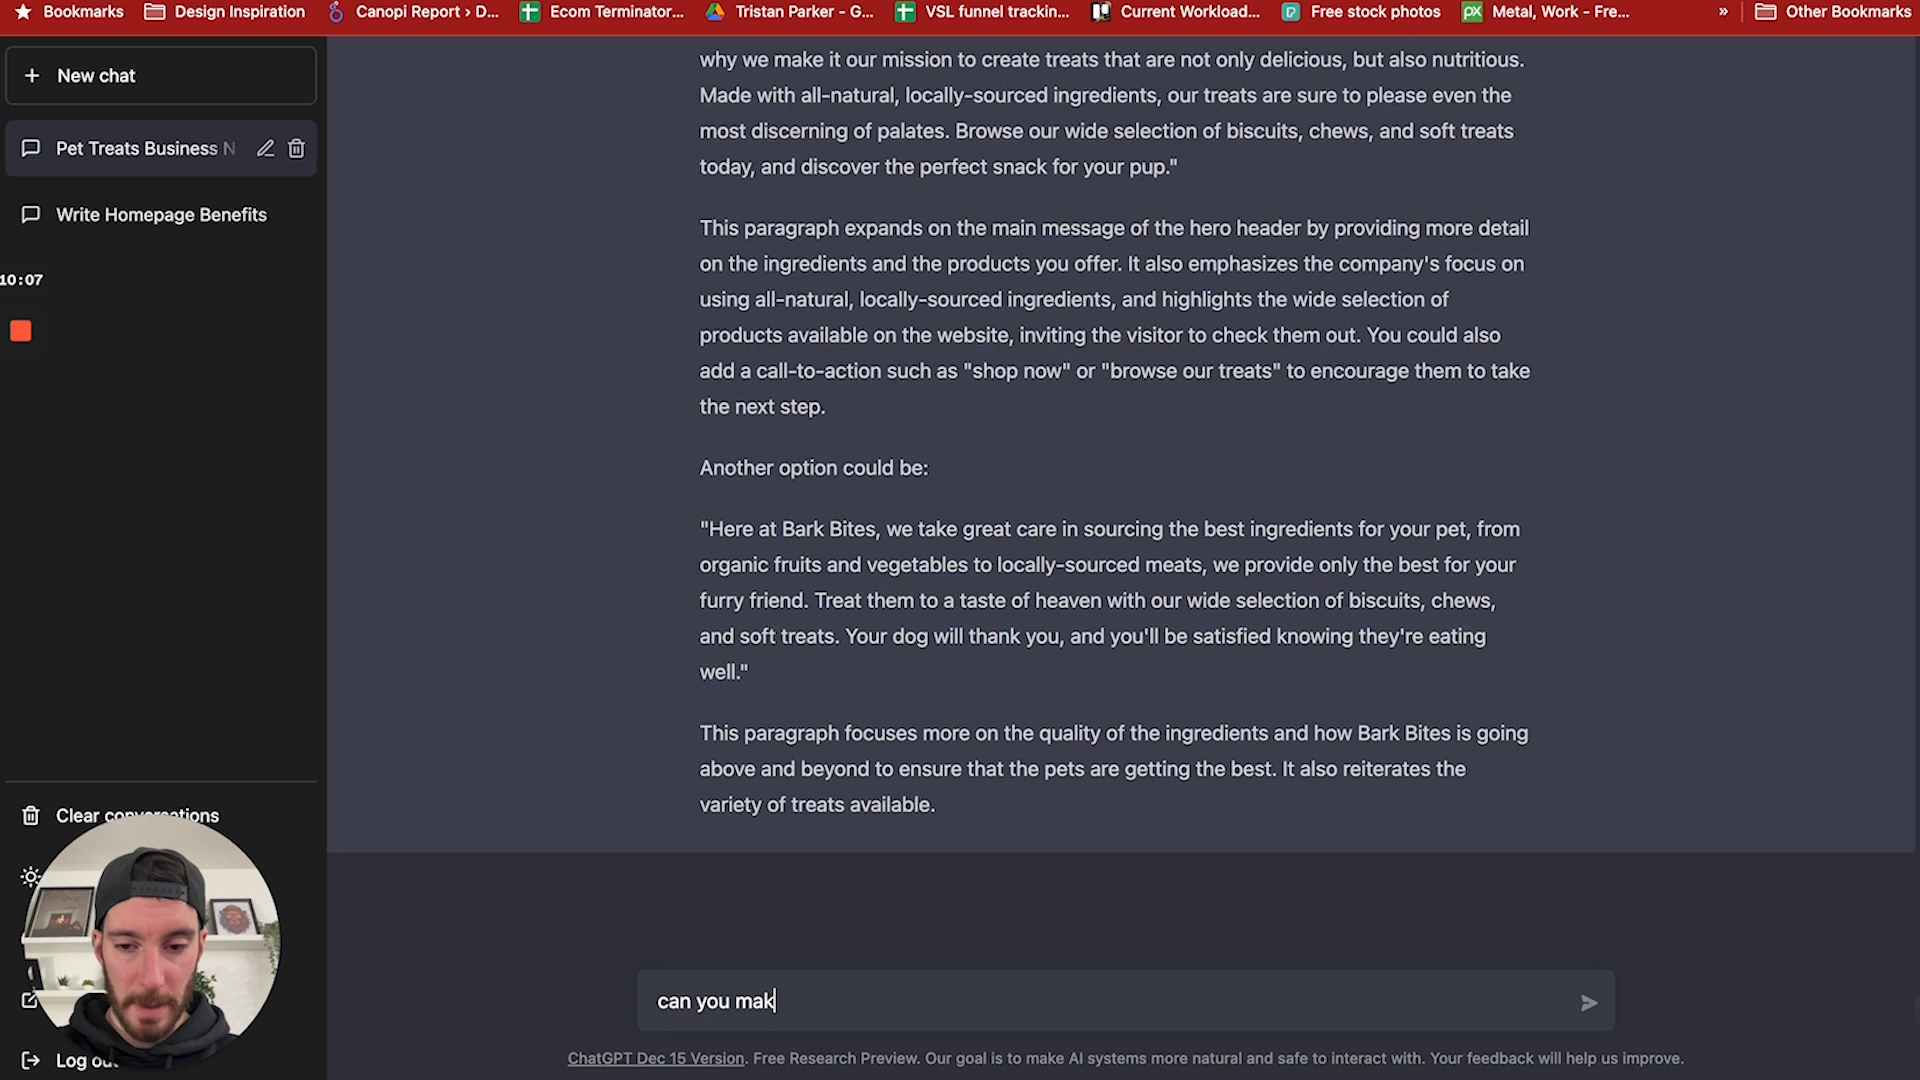 Bookmarks Design Inspiration Canopi Report › D... Ecom Terminator... Tristan Parker - G... VSL funnel trackin... Current Workload... Free stock photos Metal, Work - Fre... » Other Bookmarks
+ New chat
Pet Treats Business N
Write Homepage Benefits
10:07
why we make it our mission to create treats that are not only delicious, but also nutritious.
Made with all-natural, locally-sourced ingredients, our treats are sure to please even the
most discerning of palates. Browse our wide selection of biscuits, chews, and soft treats
today, and discover the perfect snack for your pup."
This paragraph expands on the main message of the hero header by providing more detail
on the ingredients and the products you offer. It also emphasizes the company's focus on
using all-natural, locally-sourced ingredients, and highlights the wide selection of
products available on the website, inviting the visitor to check them out. You could also
add a call-to-action such as "shop now" or "browse our treats" to encourage them to take
the next step.
Another option could be:
"Here at Bark Bites, we take great care in sourcing the best ingredients for your pet, from
organic fruits and vegetables to locally-sourced meats, we provide only the best for your
furry friend. Treat them to a taste of heaven with our wide selection of biscuits, chews,
and soft treats. Your dog will thank you, and you'll be satisfied knowing they're eating
well."
This paragraph focuses more on the quality of the ingredients and how Bark Bites is going
above and beyond to ensure that the pets are getting the best. It also reiterates the
variety of treats available.
Clear conversations
Log ou
can you mak
ChatGPT Dec 15 Version. Free Research Preview. Our goal is to make AI systems more natural and safe to interact with. Your feedback will help us improve.